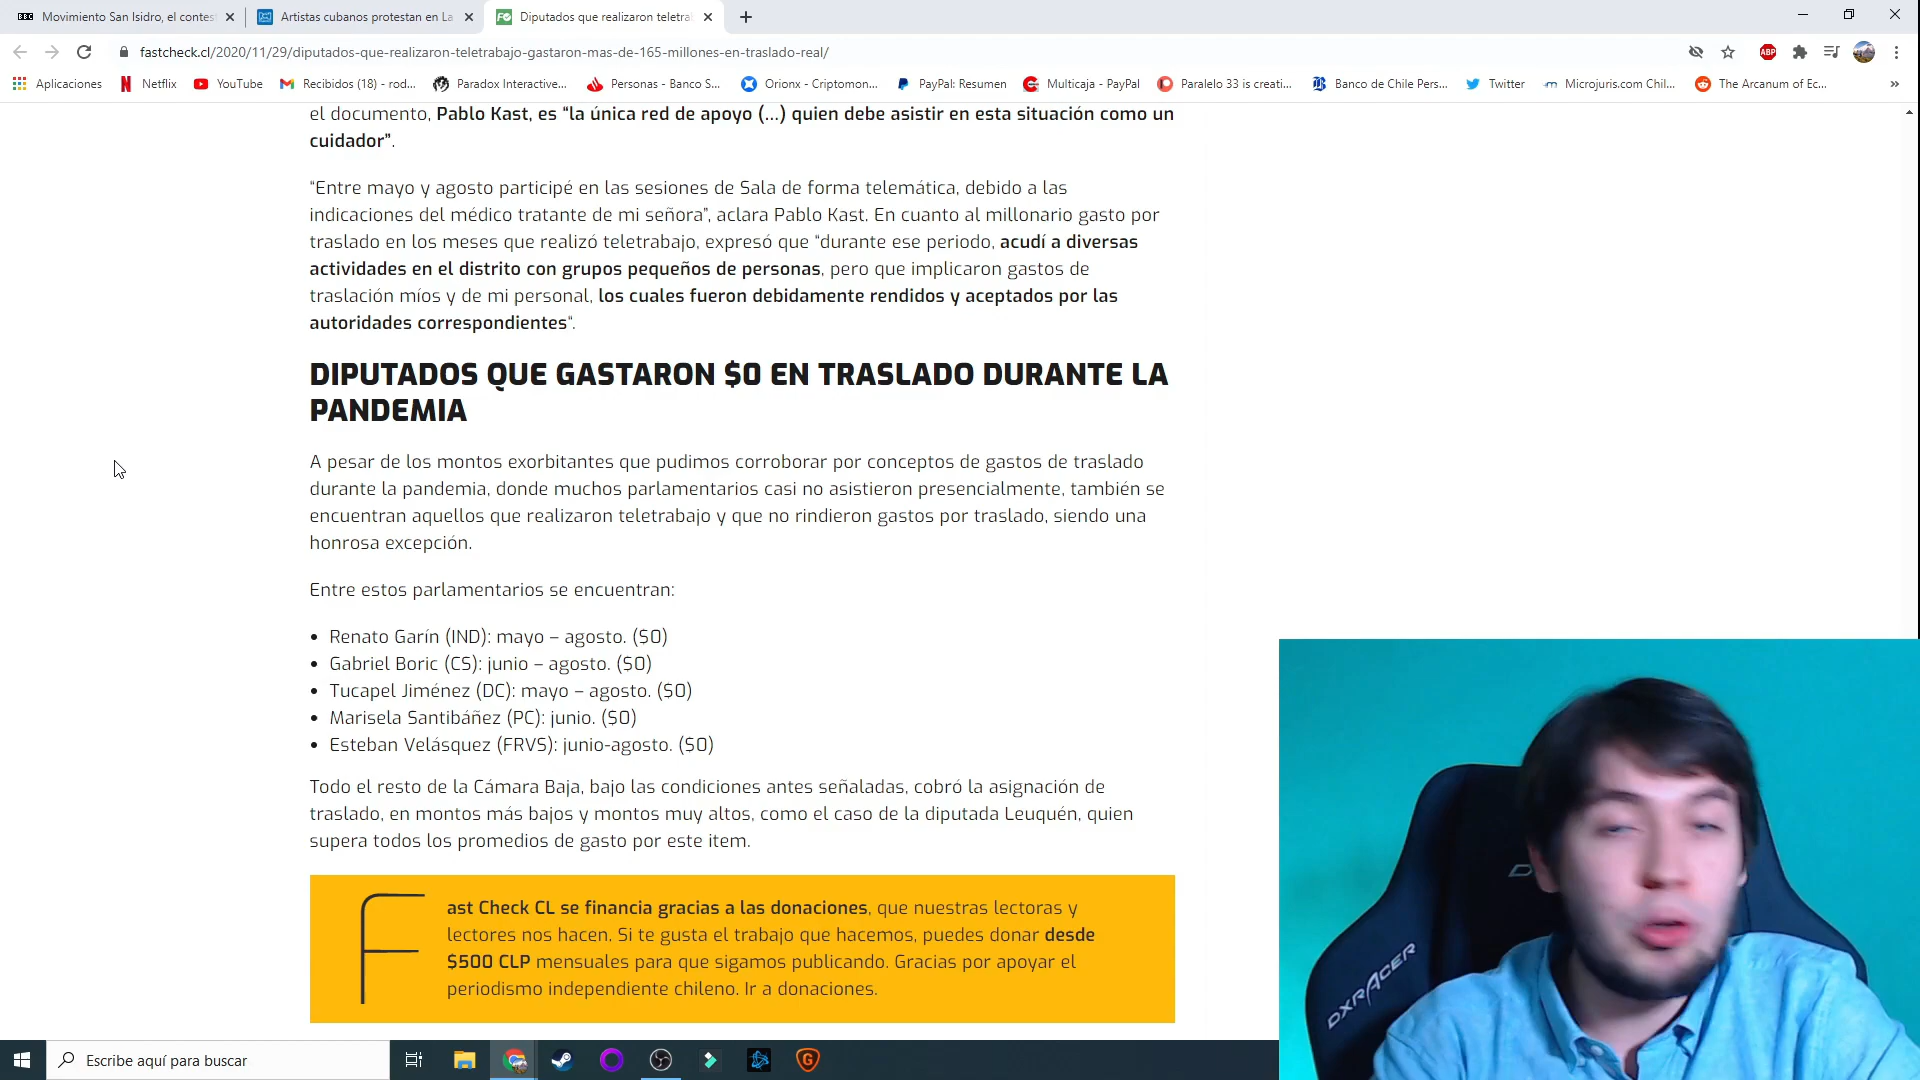 Movimiento San Isidro, el contes
Artistas cubanos protestan en La
Diputados que realizaron teletra
fastcheck.cl/2020/11/29/diputados-que-realizaron-teletrabajo-gastaron-mas-de-165-millones-en-traslado-real/
ABP
Aplicaciones
Netflix
YouTube
Recibidos (18) - rod...
Paradox Interactive...
Personas - Banco S...
Orionx - Criptomon...
PayPal: Resumen
Multicaja - PayPal
Paralelo 33 is creati...
Banco de Chile Pers...
Twitter
Microjuris.com Chil...
The Arcanum of Ec...
el documento, Pablo Kast, es “la única red de apoyo (...) quien debe asistir en esta situación como un
cuidador”.
“Entre mayo y agosto participé en las sesiones de Sala de forma telemática, debido a las
indicaciones del médico tratante de mi señora”, aclara Pablo Kast. En cuanto al millonario gasto por
traslado en los meses que realizó teletrabajo, expresó que “durante ese periodo, acudí a diversas
actividades en el distrito con grupos pequeños de personas, pero que implicaron gastos de
traslación míos y de mi personal, los cuales fueron debidamente rendidos y aceptados por las
autoridades correspondientes“.
DIPUTADOS QUE GASTARON $0 EN TRASLADO DURANTE LA
PANDEMIA
A pesar de los montos exorbitantes que pudimos corroborar por conceptos de gastos de traslado
durante la pandemia, donde muchos parlamentarios casi no asistieron presencialmente, también se
encuentran aquellos que realizaron teletrabajo y que no rindieron gastos por traslado, siendo una
honrosa excepción.
Entre estos parlamentarios se encuentran:
• Renato Garín (IND): mayo – agosto. ($0)
• Gabriel Boric (CS): junio – agosto. ($0)
• Tucapel Jiménez (DC): mayo – agosto. ($0)
• Marisela Santibáñez (PC): junio. ($0)
• Esteban Velásquez (FRVS): junio-agosto. ($0)
Todo el resto de la Cámara Baja, bajo las condiciones antes señaladas, cobró la asignación de
traslado, en montos más bajos y montos muy altos, como el caso de la diputada Leuquén, quien
supera todos los promedios de gasto por este item.
Fast Check CL se financia gracias a las donaciones, que nuestras lectoras y
lectores nos hacen. Si te gusta el trabajo que hacemos, puedes donar desde
$500 CLP mensuales para que sigamos publicando. Gracias por apoyar el
periodismo independiente chileno. Ir a donaciones.
DXRACER
Escribe aquí para buscar